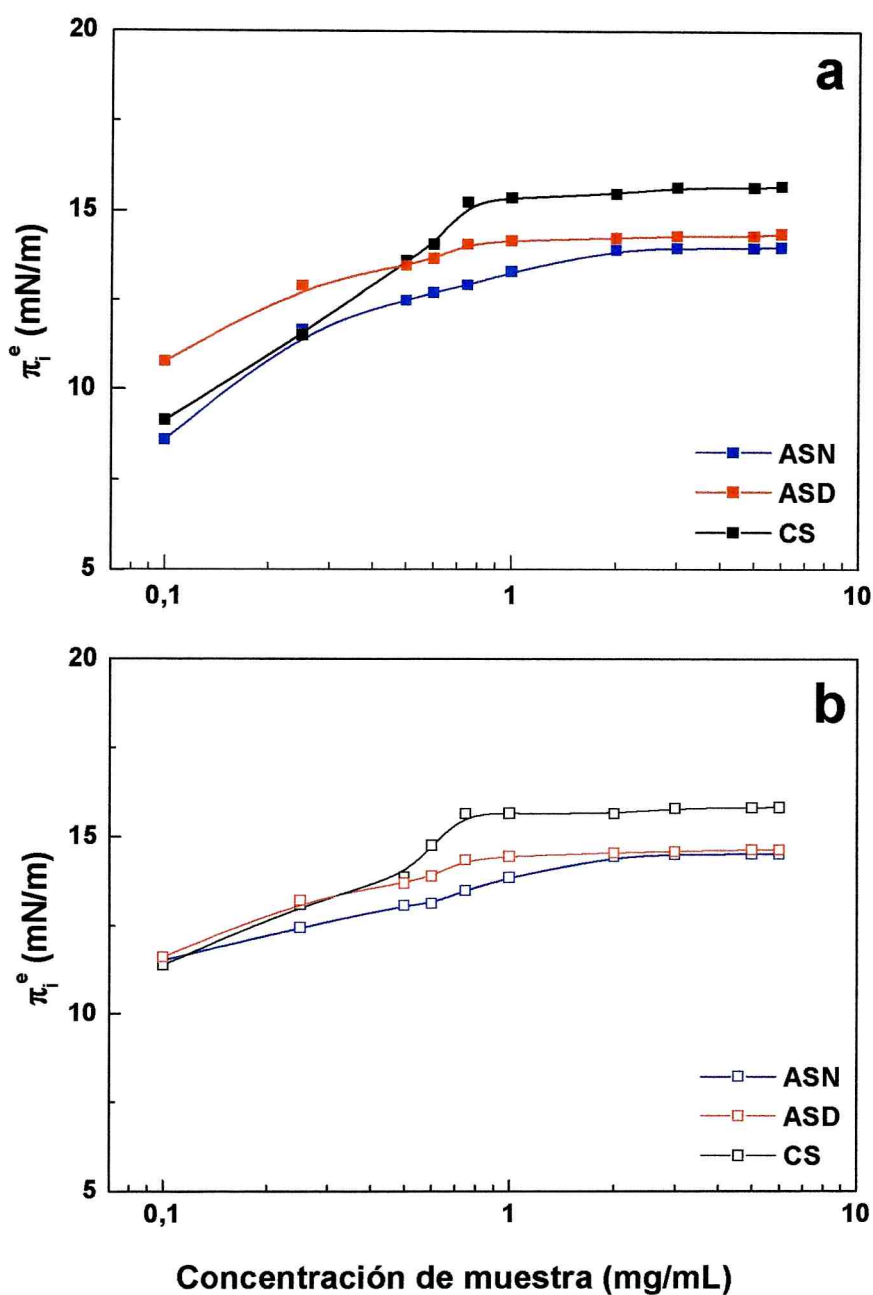 20
a
15
10
5
π_i^e (mN/m)
ASN
ASD
CS
0,1
1
10
20
b
15
10
5
π_i^e (mN/m)
ASN
ASD
CS
0,1
1
10
Concentración de muestra (mg/mL)